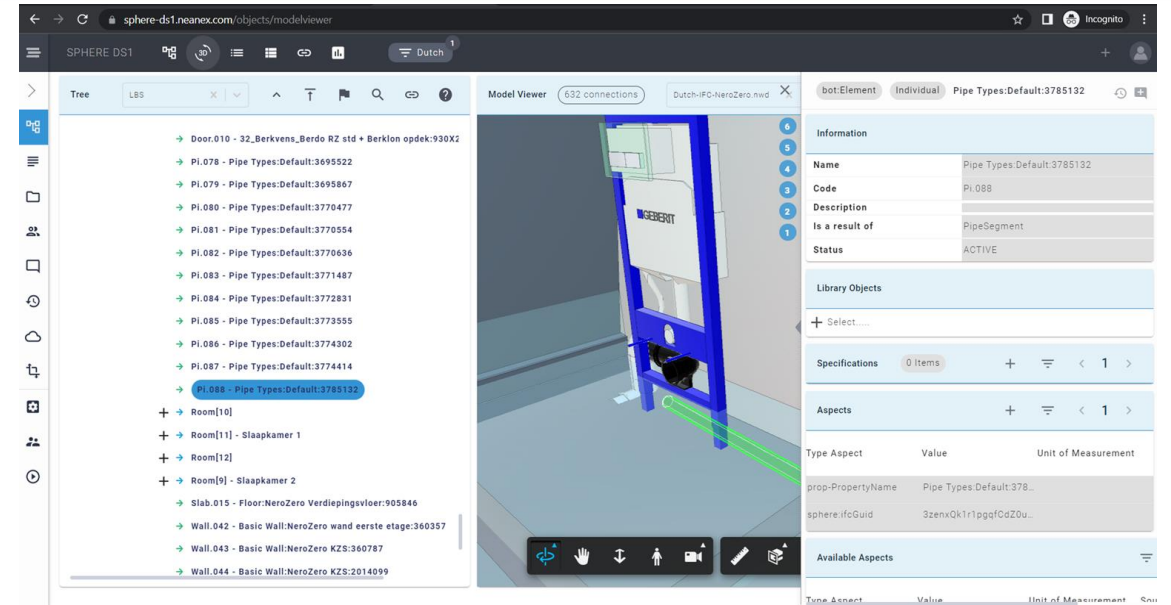 sphere-ds1.neanex.com/objects/modelviewer
Incognito
SPHERE DS1
3D
Dutch
1
Tree
LBS
Door.010 - 32_Berkvens_Berdo RZ std + Berklon opdek:930X2
Pi.078 - Pipe Types:Default:3695522
Pi.079 - Pipe Types:Default:3695867
Pi.080 - Pipe Types:Default:3770477
Pi.081 - Pipe Types:Default:3770554
Pi.082 - Pipe Types:Default:3770636
Pi.083 - Pipe Types:Default:3771487
Pi.084 - Pipe Types:Default:3772831
Pi.085 - Pipe Types:Default:3773555
Pi.086 - Pipe Types:Default:3774302
Pi.087 - Pipe Types:Default:3774414
Pi.088 - Pipe Types:Default:3785132
Room[10]
Room[11] - Slaapkamer 1
Room[12]
Room[9] - Slaapkamer 2
Slab.015 - Floor:NeroZero Verdiepingsvloer:905846
Wall.042 - Basic Wall:NeroZero wand eerste etage:360357
Wall.043 - Basic Wall:NeroZero KZS:360787
Wall.044 - Basic Wall:NeroZero KZS:2014099
Model Viewer
632 connections
Dutch-IFC-NeroZero.nwd
6
5
4
3
2
1
GEBERIT
bot:Element
Individual
Pipe Types:Default:3785132
Information
Name Pipe Types:Default:3785132
Code Pi.088
Description
Is a result of PipeSegment
Status ACTIVE
Library Objects
+ Select......
Specifications 0 Items + < 1 >
Aspects + < 1 >
Type Aspect Value Unit of Measurement
prop-PropertyName Pipe Types:Default:378...
sphere:ifcGuid 3zenxQk1r1pgqfCdZ0u...
Available Aspects
Type Aspect Value Unit of Measurement Sou